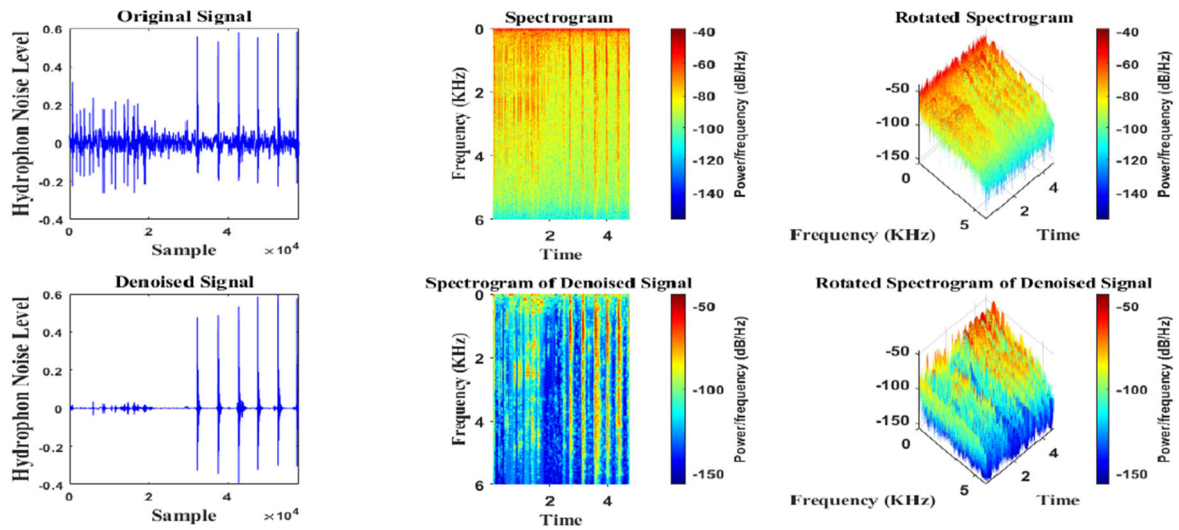 Original Signal
Hydrophon Noise Level
0.6
0.4
0.2
0
-0.2
-0.4
0 2 4
×10⁴
Sample
Spectrogram
Frequency (KHz)
0
2
4
6
2 4
Time
-40
-60
-80
-100
-120
-140
Power/frequency (dB/Hz)
Rotated Spectrogram
-50
-100
-150
0
5
2
4
Frequency (KHz)
Time
-40
-60
-80
-100
-120
-140
Power/frequency (dB/Hz)
Denoised Signal
Hydrophon Noise Level
0.6
0.4
0.2
0
-0.2
-0.4
0 2 4
×10⁴
Sample
Spectrogram of Denoised Signal
Frequency (KHz)
0
2
4
6
2 4
Time
-50
-100
-150
Power/frequency (dB/Hz)
Rotated Spectrogram of Denoised Signal
-50
-100
-150
0
5
2
4
Frequency (KHz)
Time
-50
-100
-150
Power/frequency (dB/Hz)